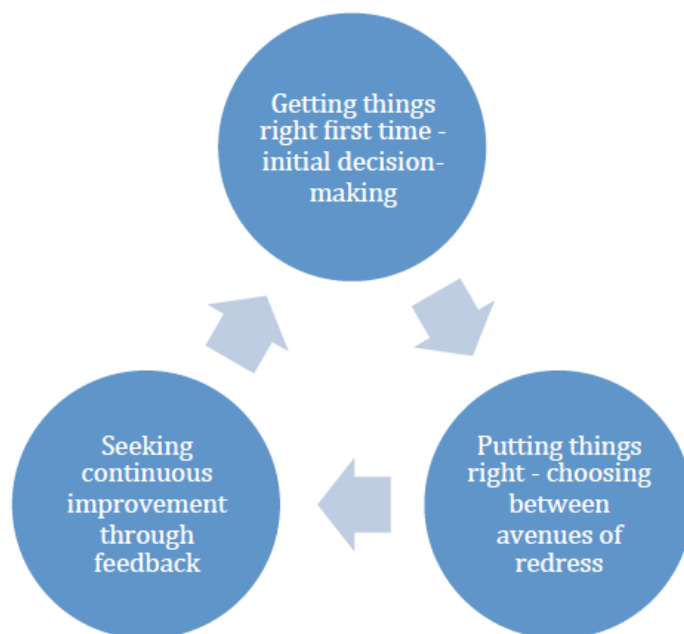 Getting things
right first time -
initial decision-
making
Putting things
right - choosing
between
avenues of
redress
Seeking
continuous
improvement
through
feedback